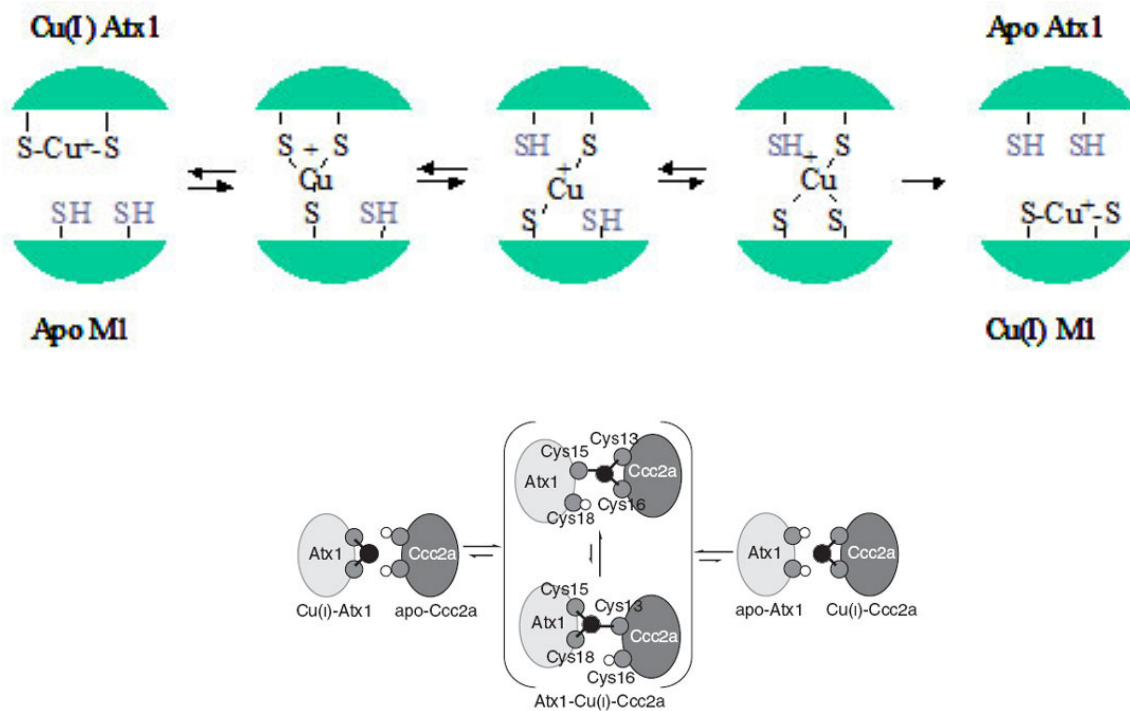 Cu(I) Atx1
Apo Atx1
S-Cu+-S
S + S
SH S
SH + S
SH SH
Cu
+
Cu
Cu
SH SH
S SH
S SH
S S
S-Cu+-S
Apo M1
Cu(I) M1
Cys13
Cys15
Atx1
Ccc2a
Cys16
Cys18
Atx1
Ccc2a
Atx1
Ccc2a
Cys15
Cys13
Cu(I)-Atx1
apo-Ccc2a
apo-Atx1
Cu(I)-Ccc2a
Atx1
Ccc2a
Cys18
Cys16
Atx1-Cu(I)-Ccc2a